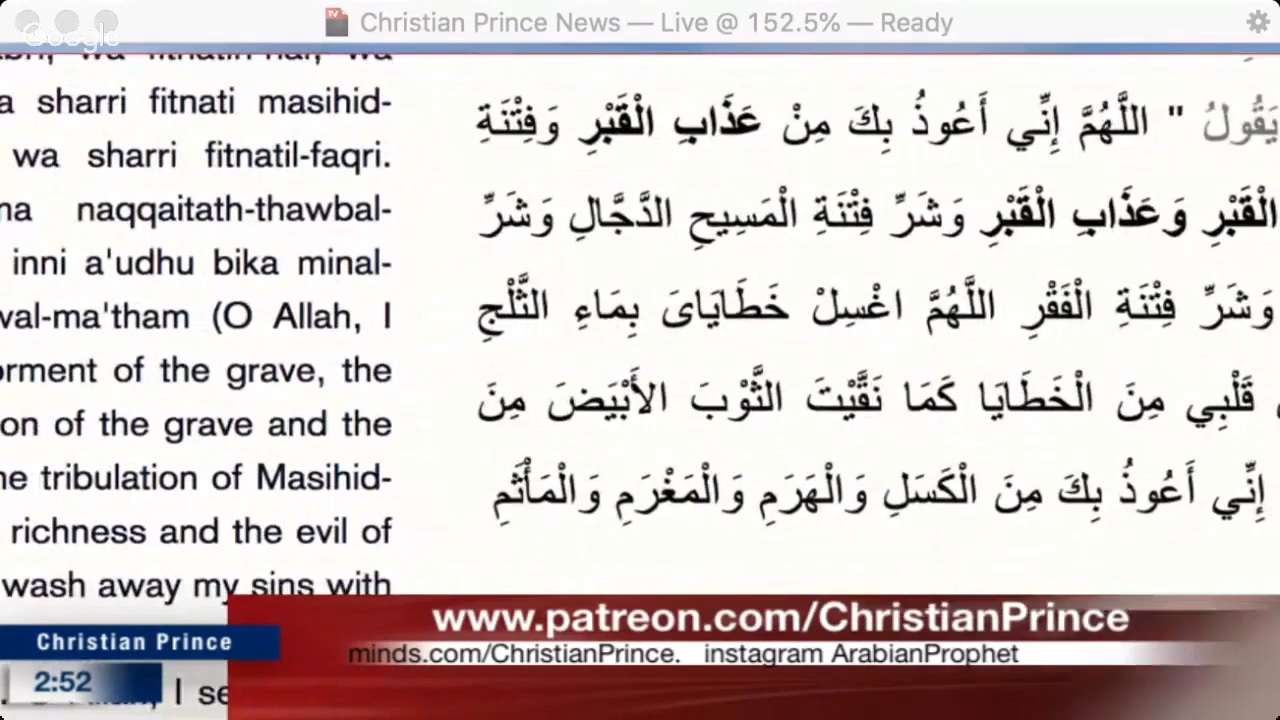 Google
Christian Prince News — Live @ 152.5% — Ready
a sharri fitnati masihid-
wa sharri fitnatil-faqri.
naqqaitath-thawbal-
inni a'udhu bika minal-
val-ma'tham (O Allah, I
orment of the grave, the
on of the grave and the
ne tribulation of Masihid-
richness and the evil of
wash away my sins with
I se
يَقُولُ " اللَّهُمَّ إِنِّي أَعُوذُ بِكَ مِنْ عَذَابِ الْقَبْرِ وَفِتْنَةِ
الْقَبْرِ وَعَذَابِ الْقَبْرِ وَشَرِّ فِتْنَةِ الْمَسِيحِ الدَّجَّالِ وَشَرِّ
وَشَرِّ فِتْنَةِ الْفَقْرِ اللَّهُمَّ اغْسِلْ خَطَايَاىَ بِمَاءِ الثَّلْجِ
قَلْبِي مِنَ الْخَطَايَا كَمَا نَقَّيْتَ الثَّوْبَ الأَبْيَضَ مِنَ
إِنِّي أَعُوذُ بِكَ مِنَ الْكَسَلِ وَالْهَرَمِ وَالْمَغْرَمِ وَالْمَأْثَمِ
www.patreon.com/ChristianPrince
Christian Prince
minds.com/ChristianPrince. instagram ArabianProphet
2:52